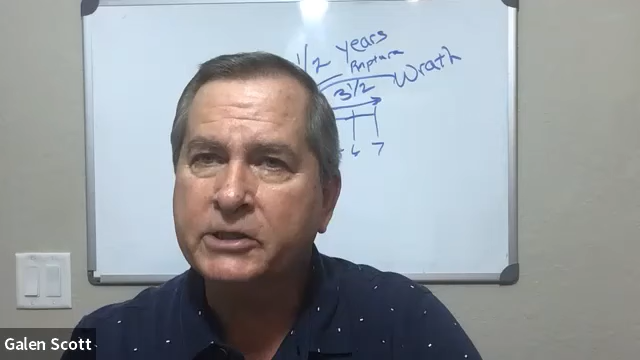 1/2 Years
Rapture
Wrath
3 1/2
6 7
Galen Scott